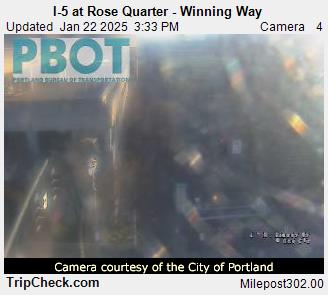 I-5 at Rose Quarter - Winning Way
Updated Jan 22 2025 3:33 PM Camera 4
PBOT
PORTLAND BUREAU OF TRANSPORTATION
Camera courtesy of the City of Portland
TripCheck.com Milepost302.00